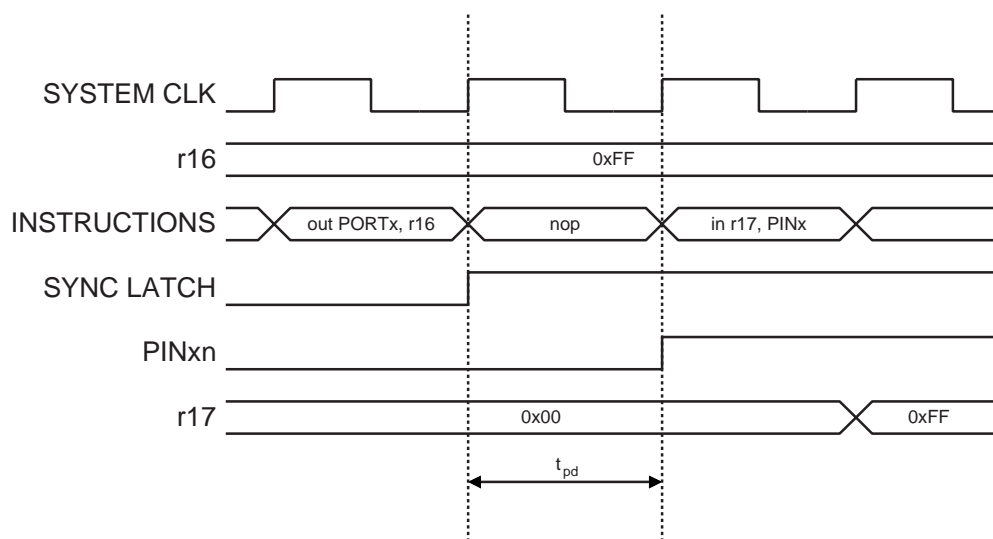 SYSTEM CLK
r16
0xFF
INSTRUCTIONS
out PORTx, r16
nop
in r17, PINx
SYNC LATCH
PINxn
r17
0x00
0xFF
tpd